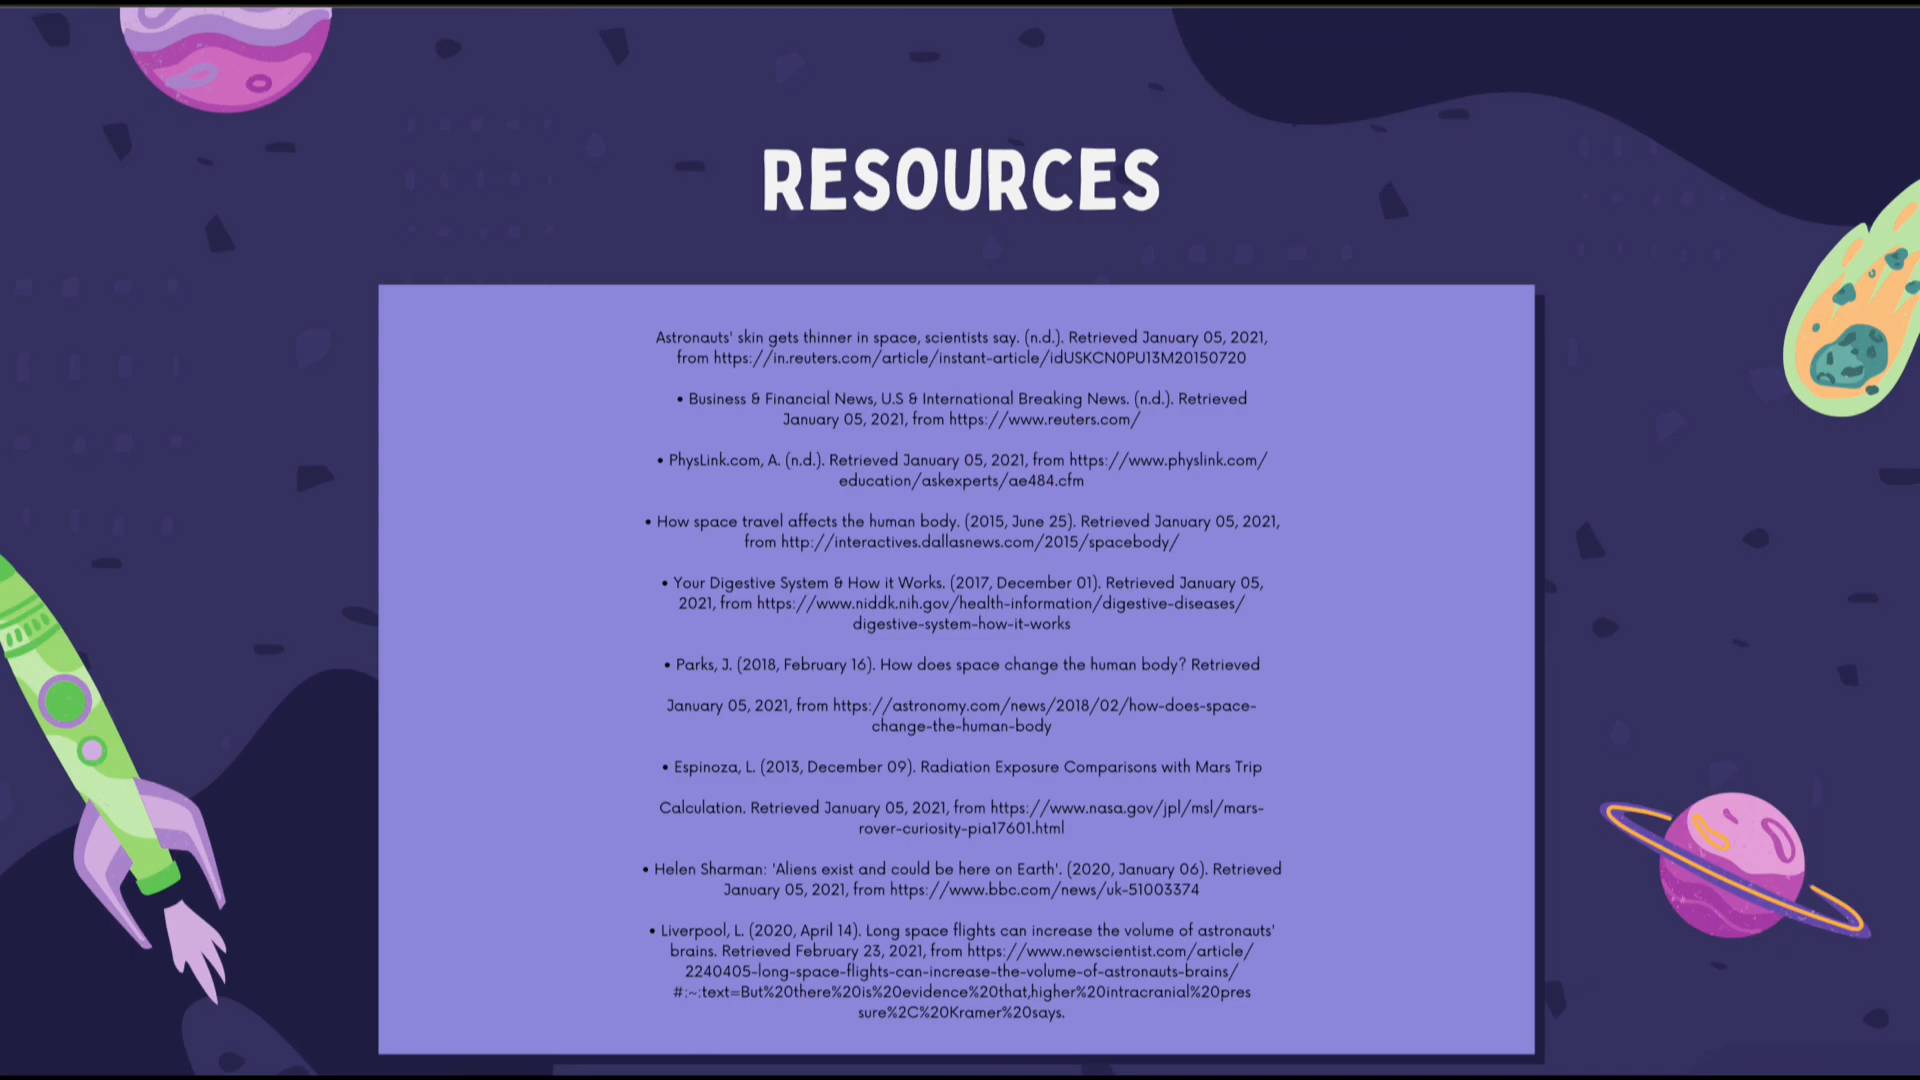 RESOURCES
Astronauts' skin gets thinner in space, scientists say. (n.d.). Retrieved January 05, 2021,
from https://in.reuters.com/article/instant-article/idUSKCN0PU13M20150720
• Business & Financial News, U.S & International Breaking News. (n.d.). Retrieved
January 05, 2021, from https://www.reuters.com/
• PhysLink.com, A. (n.d.). Retrieved January 05, 2021, from https://www.physlink.com/
education/askexperts/ae484.cfm
• How space travel affects the human body. (2015, June 25). Retrieved January 05, 2021,
from http://interactives.dallasnews.com/2015/spacebody/
• Your Digestive System & How it Works. (2017, December 01). Retrieved January 05,
2021, from https://www.niddk.nih.gov/health-information/digestive-diseases/
digestive-system-how-it-works
• Parks, J. (2018, February 16). How does space change the human body? Retrieved
January 05, 2021, from https://astronomy.com/news/2018/02/how-does-space-
change-the-human-body
• Espinoza, L. (2013, December 09). Radiation Exposure Comparisons with Mars Trip
Calculation. Retrieved January 05, 2021, from https://www.nasa.gov/jpl/msl/mars-
rover-curiosity-pia17601.html
• Helen Sharman: 'Aliens exist and could be here on Earth'. (2020, January 06). Retrieved
January 05, 2021, from https://www.bbc.com/news/uk-51003374
• Liverpool, L. (2020, April 14). Long space flights can increase the volume of astronauts'
brains. Retrieved February 23, 2021, from https://www.newscientist.com/article/
2240405-long-space-flights-can-increase-the-volume-of-astronauts-brains/
#:~:text=But%20there%20is%20evidence%20that,higher%20intracranial%20pres
sure%2C%20Kramer%20says.